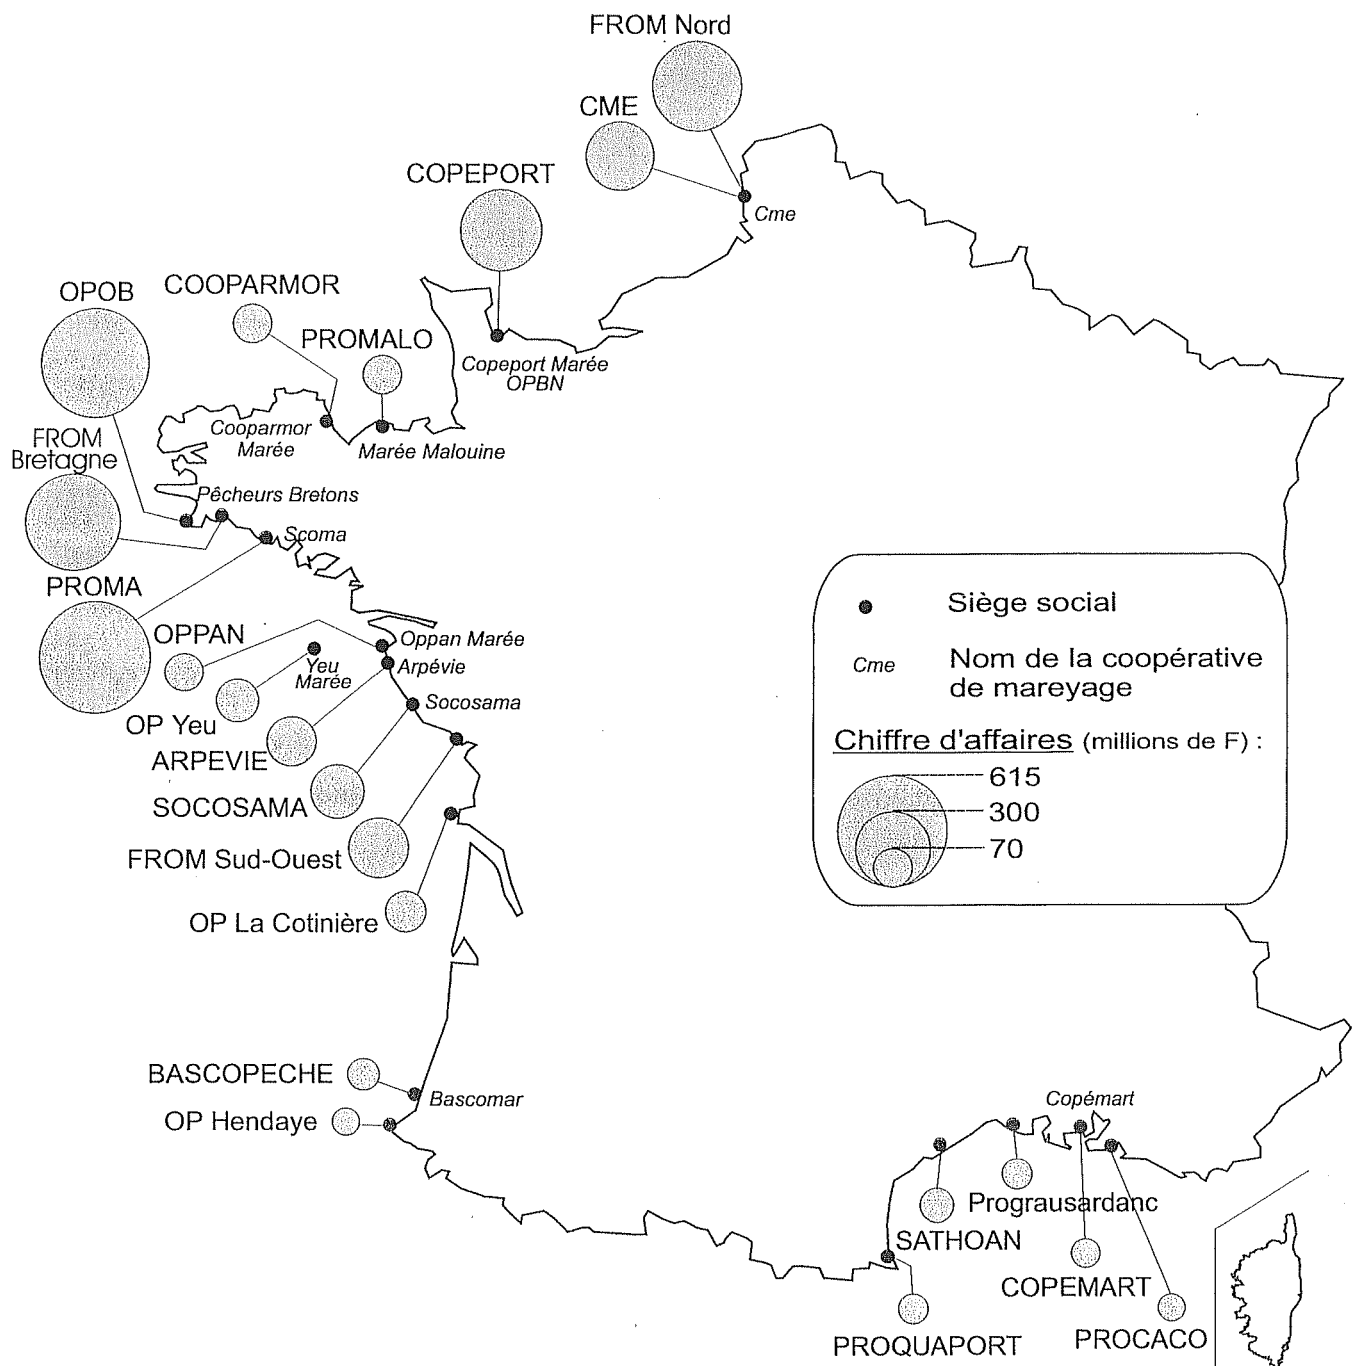 FROM Nord
CME
COPEPORT
Cme
COOPARMOR
OPOB
PROMALO
Copeport Marée
OPBN
Cooparmor
Marée
Marée Malouine
FROM
Bretagne
Pêcheurs Bretons
Scoma
PROMA
OPPAN
Oppan Marée
Yeu
Marée
Arpévie
OP Yeu
Socosama
ARPEVIE
SOCOSAMA
FROM Sud-Ouest
OP La Cotinière
Siège social
Cme
Nom de la coopérative
de mareyage
Chiffre d'affaires (millions de F) :
615
300
70
BASCOPECHE
Bascomar
OP Hendaye
Copémart
Prograusardanc
SATHOAN
COPEMART
PROQUAPORT
PROCACO